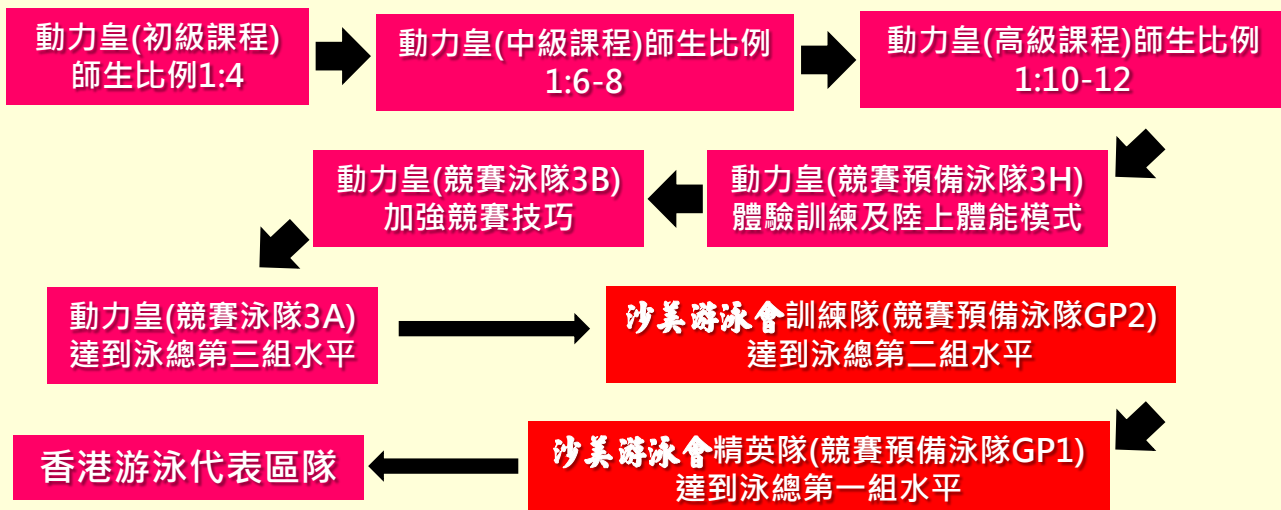 動力皇(初級課程)
師生比例1:4
動力皇(中級課程)師生比例
1:6-8
動力皇(高級課程)師生比例
1:10-12
動力皇(競賽預備泳隊3H)
體驗訓練及陸上體能模式
動力皇(競賽泳隊3B)
加強競賽技巧
動力皇(競賽泳隊3A)
達到泳總第三組水平
沙美游泳會訓練隊(競賽預備泳隊GP2)
達到泳總第二組水平
沙美游泳會精英隊(競賽預備泳隊GP1)
達到泳總第一組水平
香港游泳代表區隊